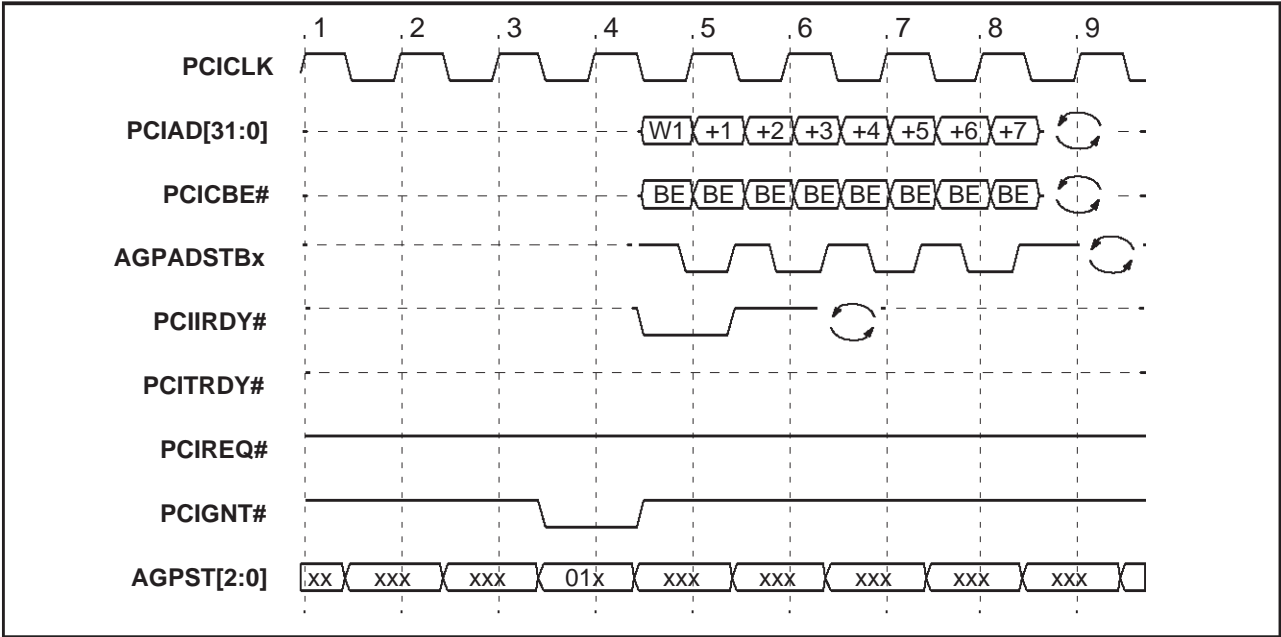 1 2 3 4 5 6 7 8 9
PCICLK
PCIAD[31:0] W1 +1 +2 +3 +4 +5 +6 +7
PCICBE# BE BE BE BE BE BE BE BE
AGPADSTBx
PCIIRDY#
PCITRDY#
PCIREQ#
PCIGNT#
AGPST[2:0] xx xxx xxx 01x xxx xxx xxx xxx xxx